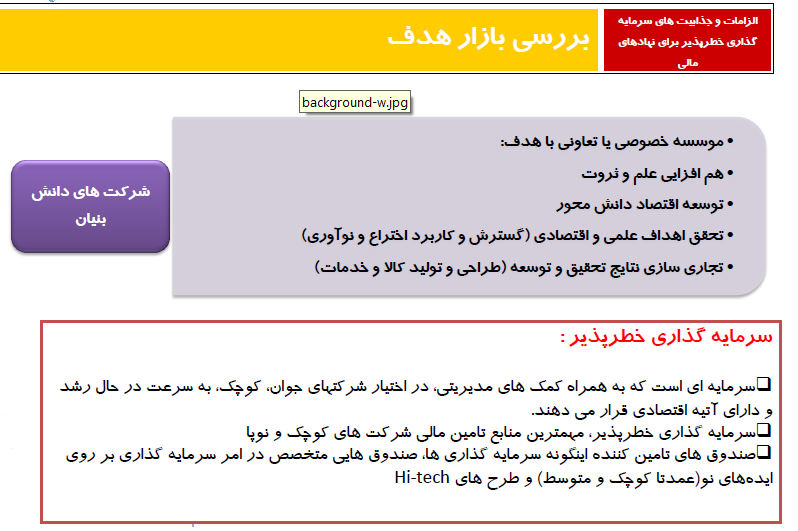 الزامات و جذابیت های سرمایه
گذاری خطرپذیر برای نهادهای
مالی
بررسی بازار هدف
background-w.jpg
• موسسه خصوصی یا تعاونی با هدف:
• هم افزایی علم و ثروت
• توسعه اقتصاد دانش محور
• تحقق اهداف علمی و اقتصادی (گسترش و کاربرد اختراع و نوآوری)
• تجاری سازی نتایج تحقیق و توسعه (طراحی و تولید کالا و خدمات)
شرکت های دانش
بنیان
سرمایه گذاری خطرپذیر :
❑سرمایه ای است که به همراه کمک های مدیریتی، در اختیار شرکتهای جوان، کوچک، به سرعت در حال رشد
و دارای آتیه اقتصادی قرار می دهند.
❑سرمایه گذاری خطرپذیر، مهمترین منابع تامین مالی شرکت های کوچک و نوپا
❑صندوق های تامین کننده اینگونه سرمایه گذاری ها، صندوق هایی متخصص در امر سرمایه گذاری بر روی
ایده‌های نو(عمدتا کوچک و متوسط) و طرح های Hi-tech